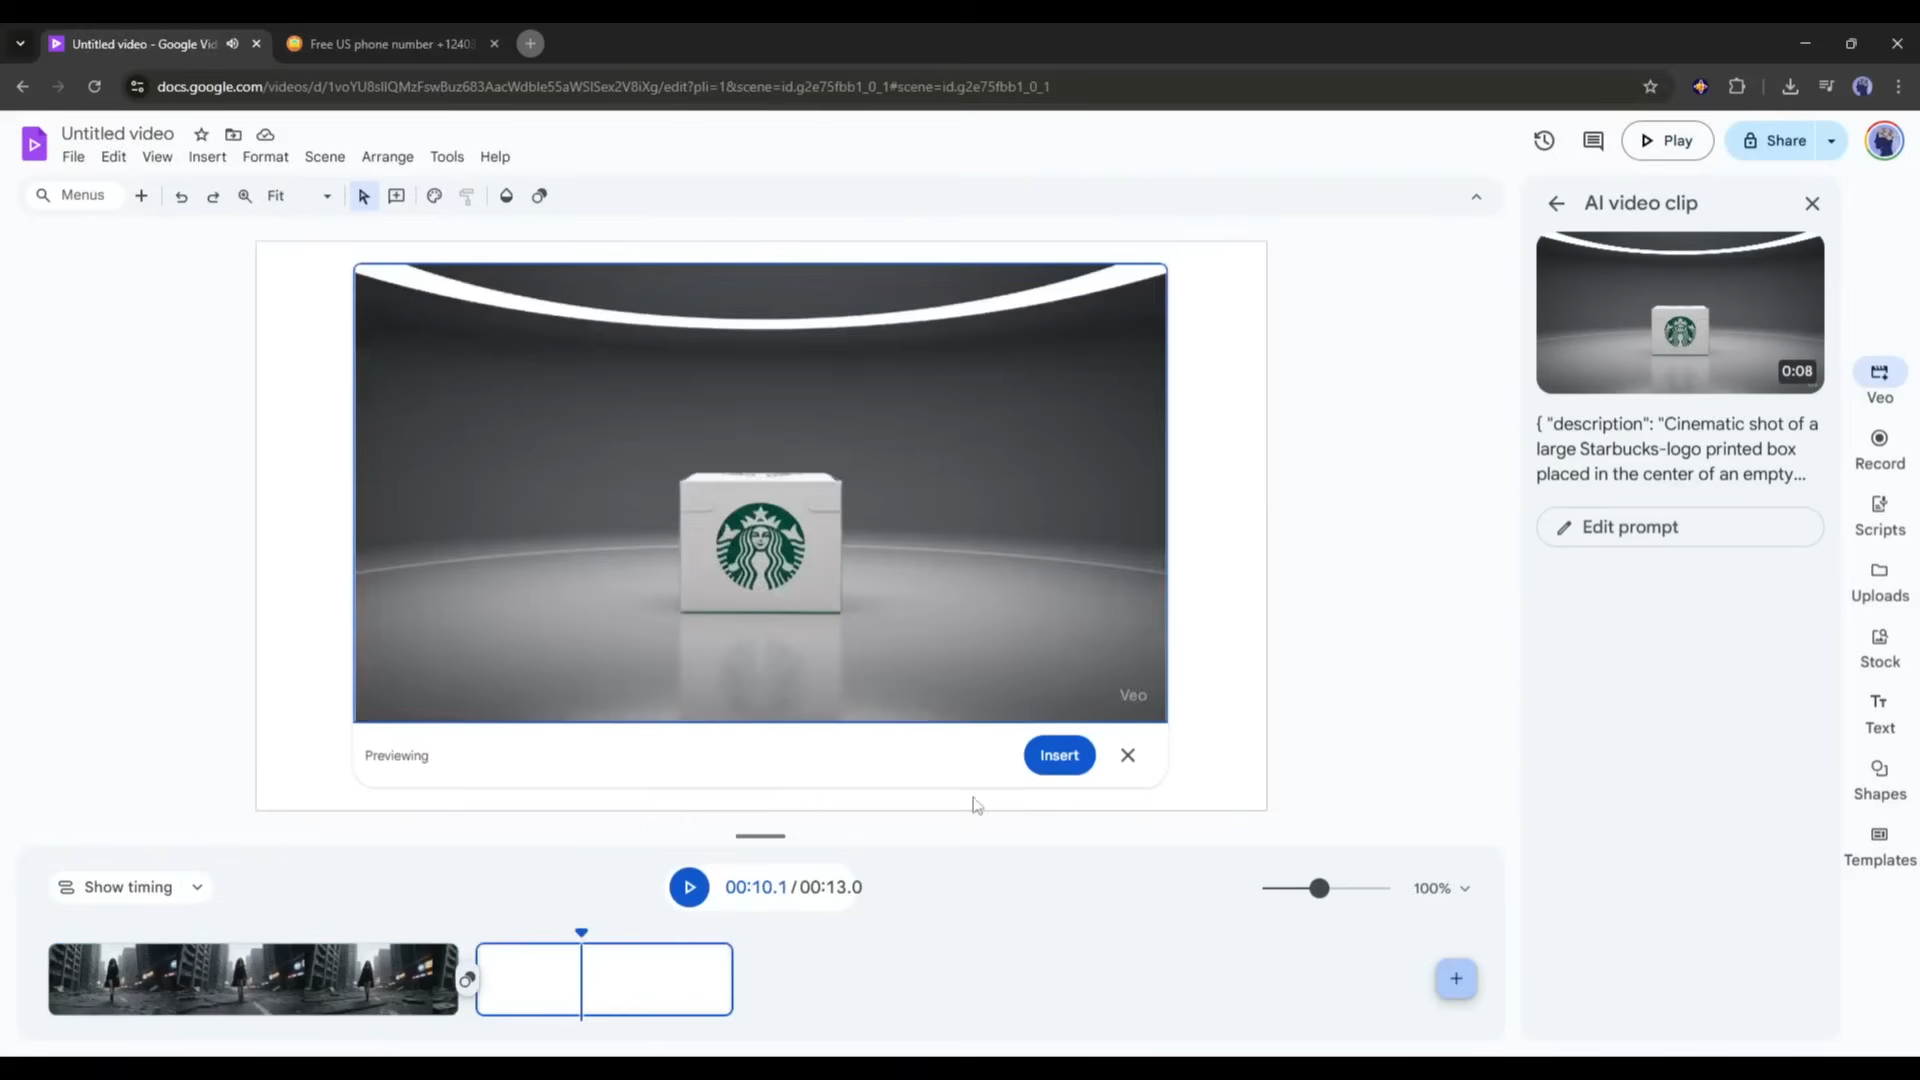 Untitled video - Google Vid
Free US phone number +1240
docs.google.com/videos/d/1voYU8sIlQMzFswBuz683AacWdbIe55aWSISex2V8iXg/edit?pli=1&scene=id.g2e75fbb1_0_1#scene=id.g2e75fbb1_0_1
Untitled video
File Edit View Insert Format Scene Arrange Tools Help
Play
Share
Menus
Fit
AI video clip
0:08
{ "description": "Cinematic shot of a
large Starbucks-logo printed box
placed in the center of an empty...
Edit prompt
Veo
Record
Scripts
Uploads
Stock
Text
Shapes
Templates
Veo
Previewing
Insert
Show timing
00:10.1 / 00:13.0
100%